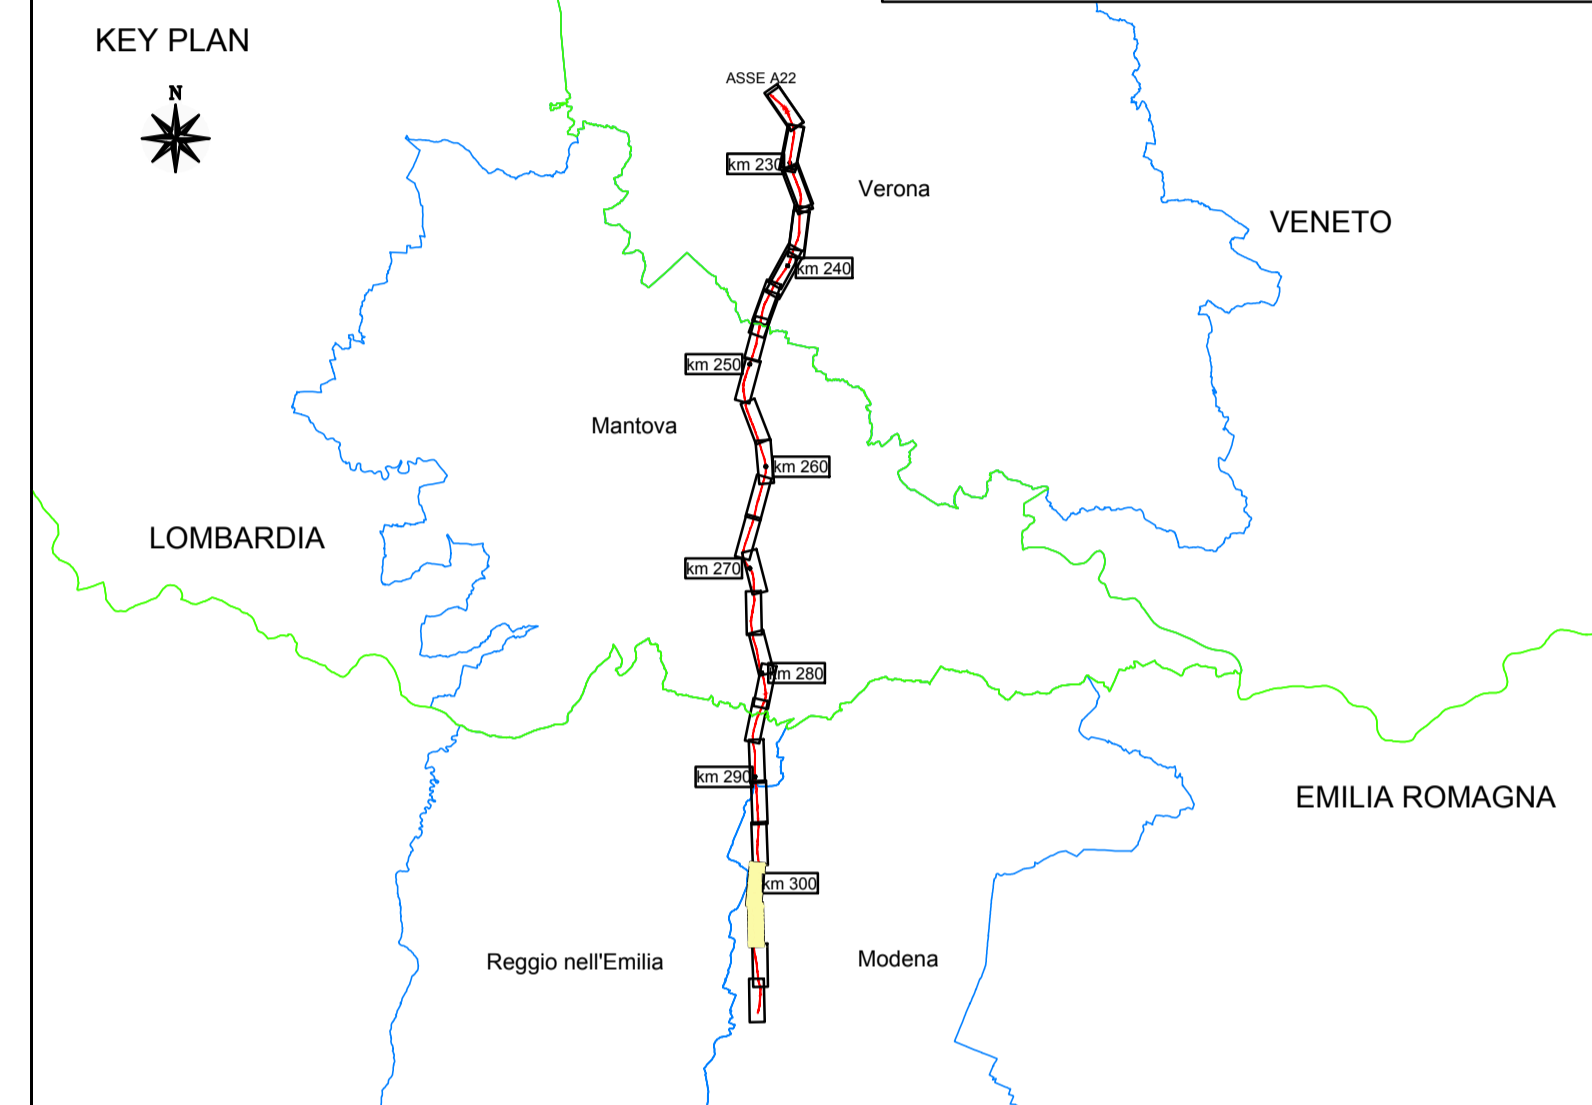 KEY PLAN
N
ASSE A22
km 230
Verona
VENETO
km 240
km 250
Mantova
km 260
LOMBARDIA
km 270
km 280
km 290
EMILIA ROMAGNA
km 300
Reggio nell'Emilia
Modena